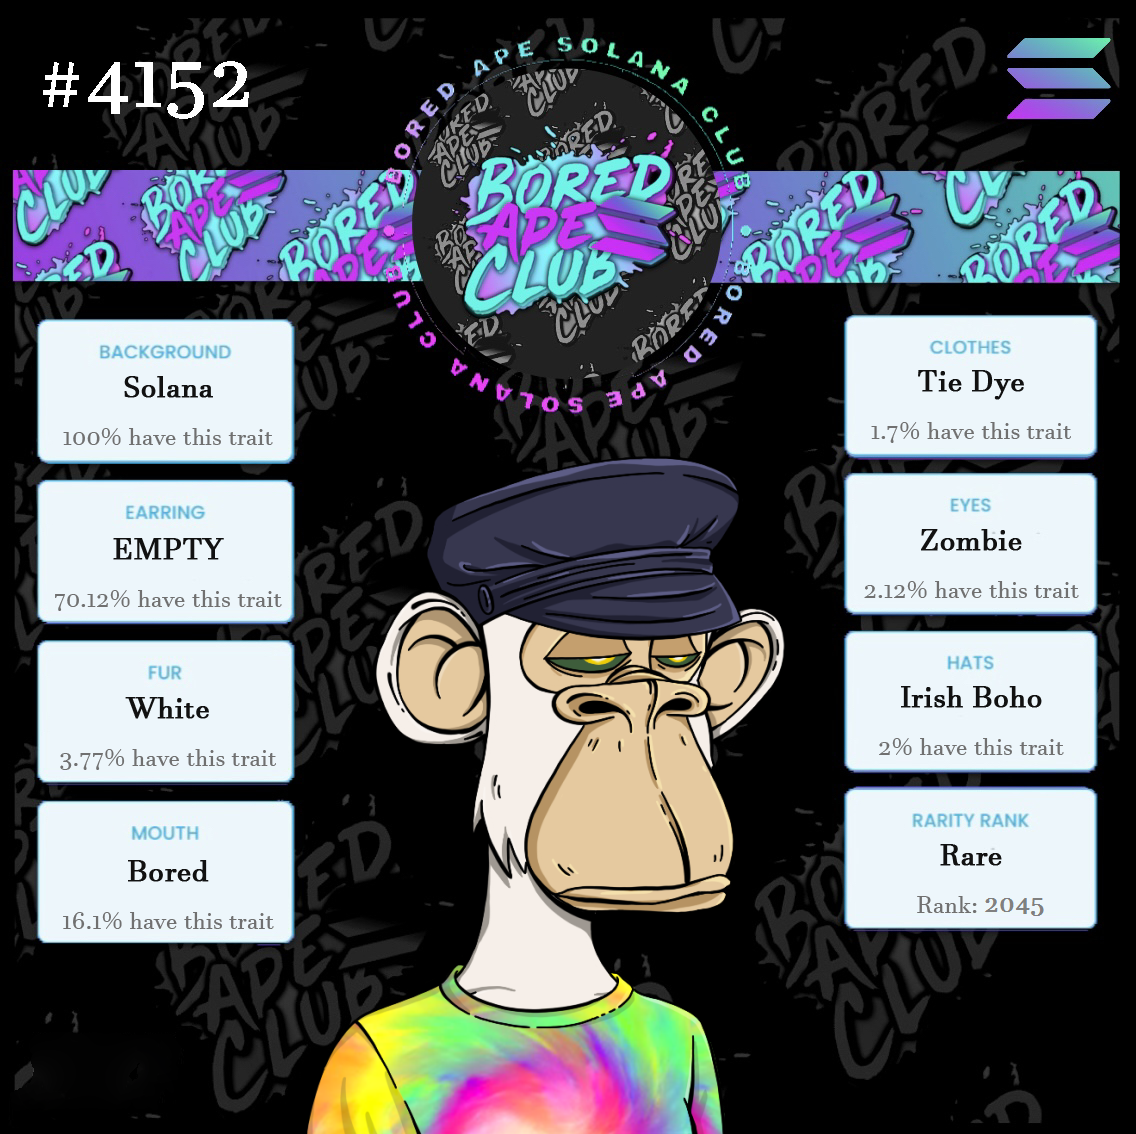 #4152
BORED APE SOLANA CLUB
BORED APE SOLANA CLUB
BORED
APE
CLUB
BACKGROUND
Solana
100% have this trait
EARRING
EMPTY
70.12% have this trait
FUR
White
3.77% have this trait
MOUTH
Bored
16.1% have this trait
CLOTHES
Tie Dye
1.7% have this trait
EYES
Zombie
2.12% have this trait
HATS
Irish Boho
2% have this trait
RARITY RANK
Rare
Rank: 2045